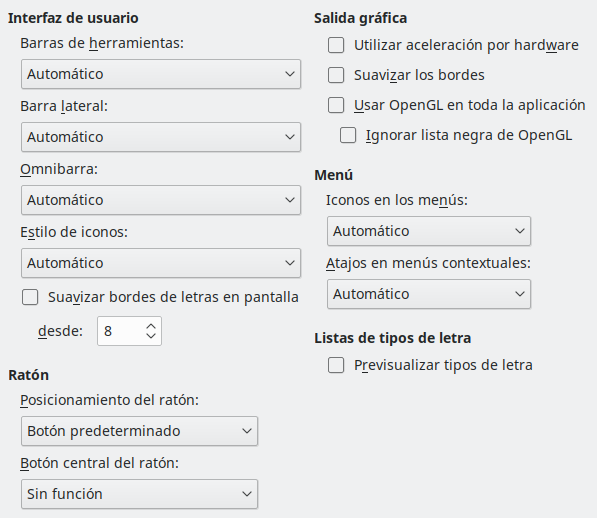 Interfaz de usuario
Barras de herramientas:
Automático
Barra lateral:
Automático
Omnibarra:
Automático
Estilo de iconos:
Automático
Suavizar bordes de letras en pantalla
desde: 8
Ratón
Posicionamiento del ratón:
Botón predeterminado
Botón central del ratón:
Sin función
Salida gráfica
Utilizar aceleración por hardware
Suavizar los bordes
Usar OpenGL en toda la aplicación
Ignorar lista negra de OpenGL
Menú
Iconos en los menús:
Automático
Atajos en menús contextuales:
Automático
Listas de tipos de letra
Previsualizar tipos de letra